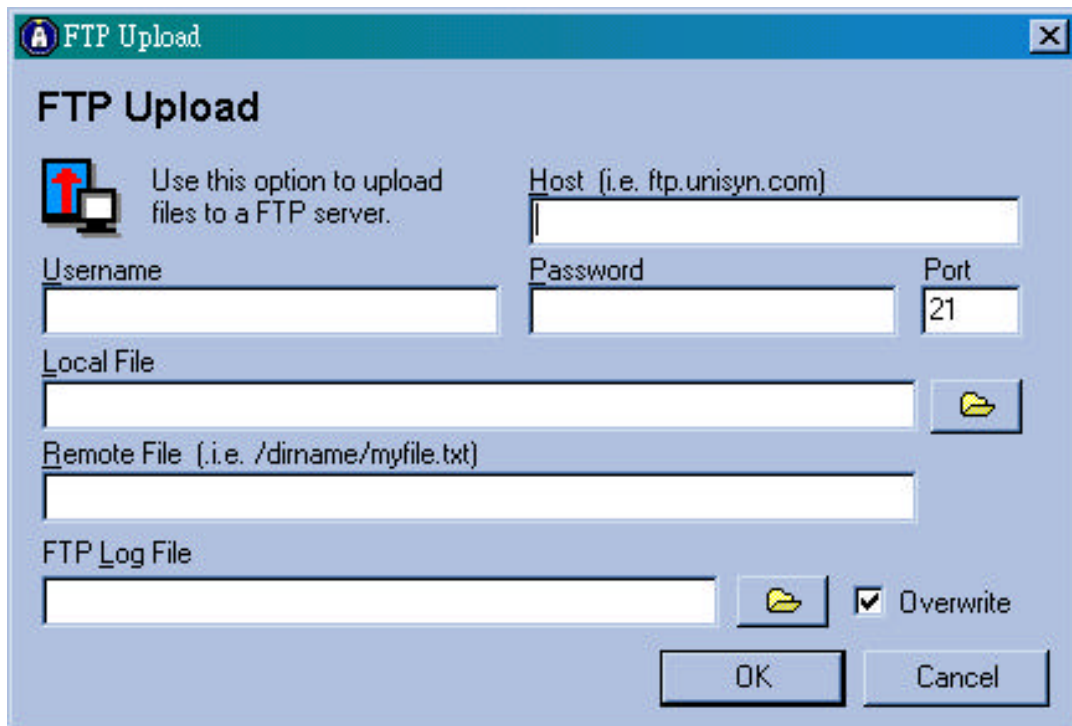 FTP Upload
FTP Upload
Use this option to upload
files to a FTP server.
Host (i.e. ftp.unisyn.com)
Username
Password
Port
21
Local File
Remote File (.i.e. /dirname/myfile.txt)
FTP Log File
Overwrite
OK
Cancel